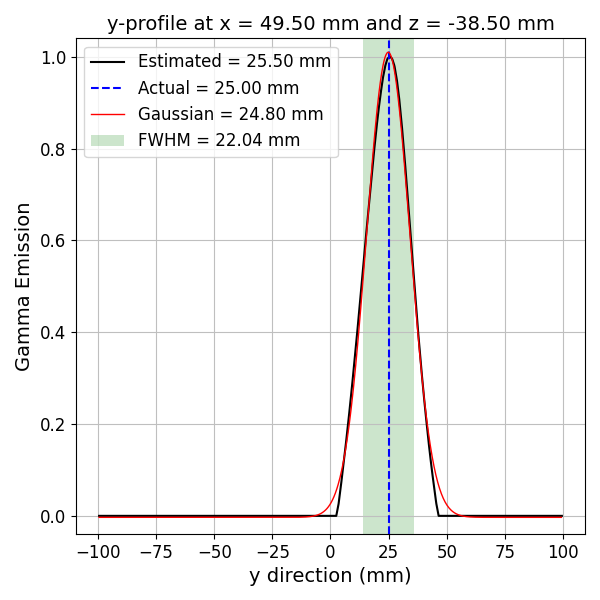 y-profile at x = 49.50 mm and z = -38.50 mm
Estimated = 25.50 mm
Actual = 25.00 mm
Gaussian = 24.80 mm
FWHM = 22.04 mm
Gamma Emission
1.0
0.8
0.6
0.4
0.2
0.0
−100 −75 −50 −25 0 25 50 75 100
y direction (mm)